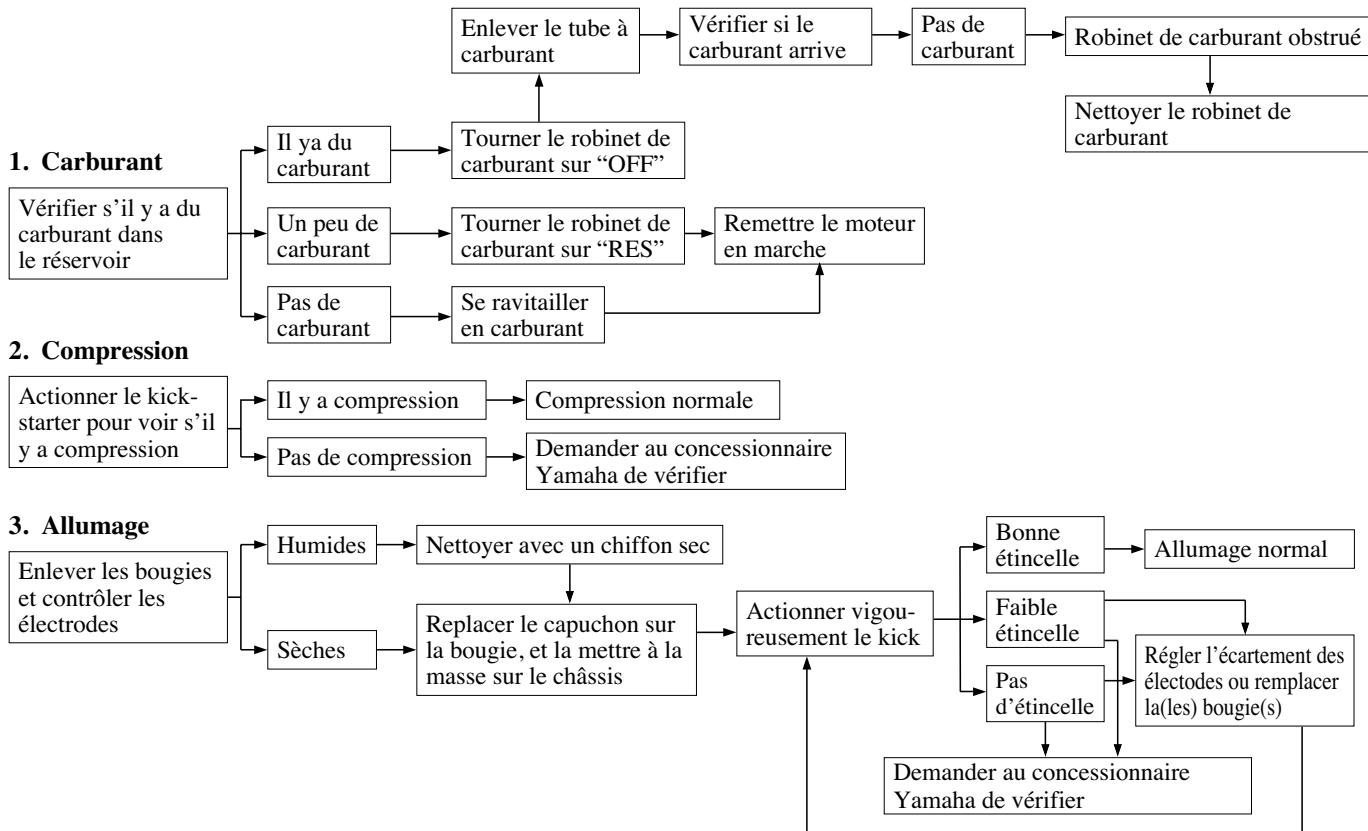 Enlever le tube à
carburant
Vérifier si le
carburant arrive
Pas de
carburant
Robinet de carburant obstrué
Nettoyer le robinet de
carburant
1. Carburant
Vérifier s’il y a du
carburant dans
le réservoir
Il ya du
carburant
Tourner le robinet de
carburant sur “OFF”
Un peu de
carburant
Tourner le robinet de
carburant sur “RES”
Remettre le moteur
en marche
Pas de
carburant
Se ravitailler
en carburant
2. Compression
Actionner le kick-
starter pour voir s’il
y a compression
Il y a compression
Compression normale
Pas de compression
Demander au concessionnaire
Yamaha de vérifier
3. Allumage
Enlever les bougies
et contrôler les
électrodes
Humides
Nettoyer avec un chiffon sec
Sèches
Replacer le capuchon sur
la bougie, et la mettre à la
masse sur le châssis
Actionner vigou-
reusement le kick
Bonne
étincelle
Allumage normal
Faible
étincelle
Pas
d’étincelle
Régler l’écartement des
électodes ou remplacer
la(les) bougie(s)
Demander au concessionnaire
Yamaha de vérifier